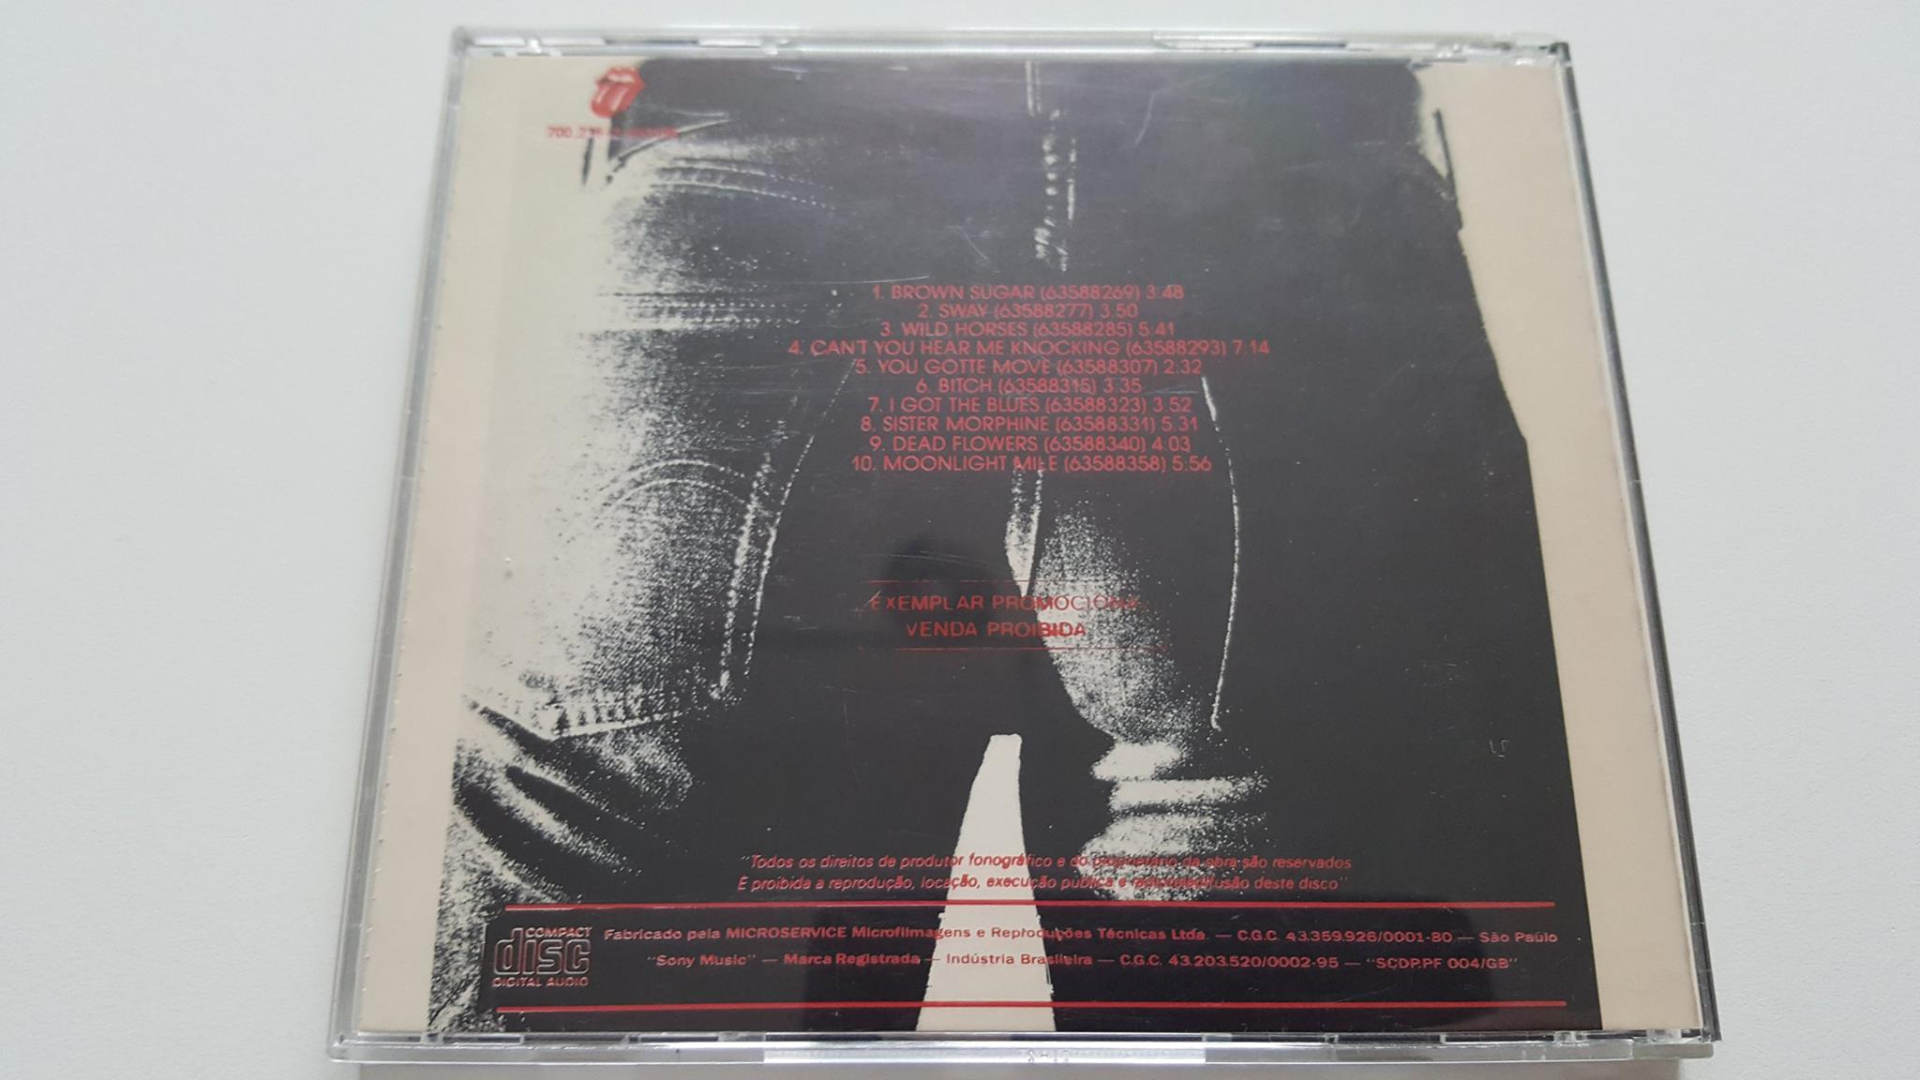 1. BROWN SUGAR (63588269) 3:48
2. SWAY (63588277) 3.50
3. WILD HORSES (63588285) 5:41
4. CAN'T YOU HEAR ME KNOCKING (63588293) 7:14
5. YOU GOTTE MOVE (63588307) 2:32
6. BITCH (63588315) 3:35
7. I GOT THE BLUES (63588323) 3:52
8. SISTER MORPHINE (63588331) 5:31
9. DEAD FLOWERS (63588340) 4:03
10. MOONLIGHT MILE (63588358) 5:56
EXEMPLAR PROMOCIONAL
VENDA PROIBIDA
"Todos os direitos de produtor fonográfico e do proprietário da obra são reservados
É proibida a reprodução, locação, execução pública e radioteledifusão deste disco"
COMPACT
disc
DIGITAL AUDIO
Fabricado pela MICROSERVICE Microfilmagens e Reproduções Técnicas Ltda. — C.G.C. 43.359.926/0001-80 — São Paulo
"Sony Music" — Marca Registrada — Indústria Brasileira — C.G.C. 43.203.520/0002-95 — "SCDP.PF 004/GB"